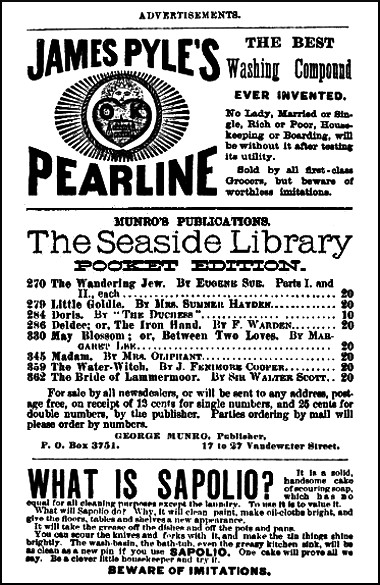 ADVERTISEMENTS.
JAMES PYLE'S
PEARLINE
THE BEST
Washing Compound
EVER INVENTED.
No Lady, Married or Sin-
gle, Rich or Poor, House-
keeping or Boarding, will
be without it after testing
its utility.
Sold by all first-class
Grocers, but beware of
worthless imitations.
MUNRO'S PUBLICATIONS.
The Seaside Library
POCKET EDITION.
270 The Wandering Jew. By Eugene Sue. Parts I. and
II., each .......................................... 20
279 Little Goldie. By Mrs. Sumner Hayden.......... 20
284 Doris. By "The Duchess"....................... 10
286 Deldee; or, The Iron Hand. By F. Warden........ 20
330 May Blossom; or, Between Two Loves. By Mar-
garet Lee........................................ 20
345 Madam. By Mrs. Oliphant....................... 20
359 The Water-Witch. By J. Fenimore Cooper........ 20
362 The Bride of Lammermoor. By Sir Walter Scott.. 20
For sale by all newsdealers, or will be sent to any address, post-
age free, on receipt of 12 cents for single numbers, and 25 cents for
double numbers, by the publisher. Parties ordering by mail will
please order by numbers.
GEORGE MUNRO, Publisher,
P. O. Box 3751. 17 to 27 Vandewater Street.
WHAT IS SAPOLIO?
It is a solid,
handsome cake
of scouring soap,
which has no
equal for all cleaning purposes except the laundry. To use it is to value it.
What will Sapolio do? Why, it will clean paint, make oil-cloths bright, and
give the floors, tables and shelves a new appearance.
It will take the grease off the dishes and off the pots and pans.
You can scour the knives and forks with it, and make the tin things shine
brightly. The wash-basin, the bath-tub, even the greasy kitchen sink, will be
as clean as a new pin if you use SAPOLIO. One cake will prove all we
say. Be a clever little housekeeper and try it.
BEWARE OF IMITATIONS.